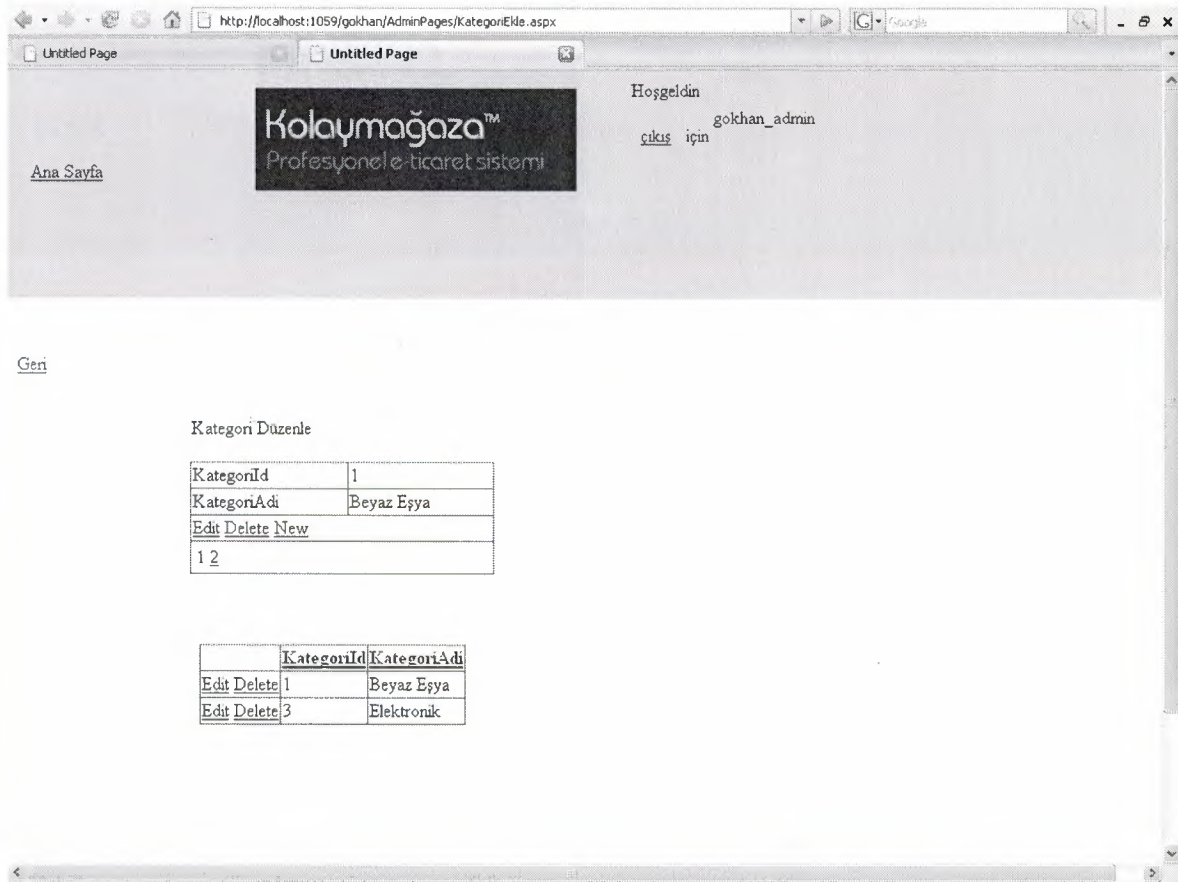 http://localhost:1059/gokhan/AdminPages/KategoriEkle.aspx
Google
Untitled Page
Untitled Page
Kolaymağaza™
Profesyonel e-ticaret sistemi
Hoşgeldin
gokhan_admin
çıkış için
Ana Sayfa
Geri
Kategori Düzenle
KategoriId 1
KategoriAdi Beyaz Eşya
Edit Delete New
1 2
KategoriId KategoriAdi
Edit Delete 1 Beyaz Eşya
Edit Delete 3 Elektronik